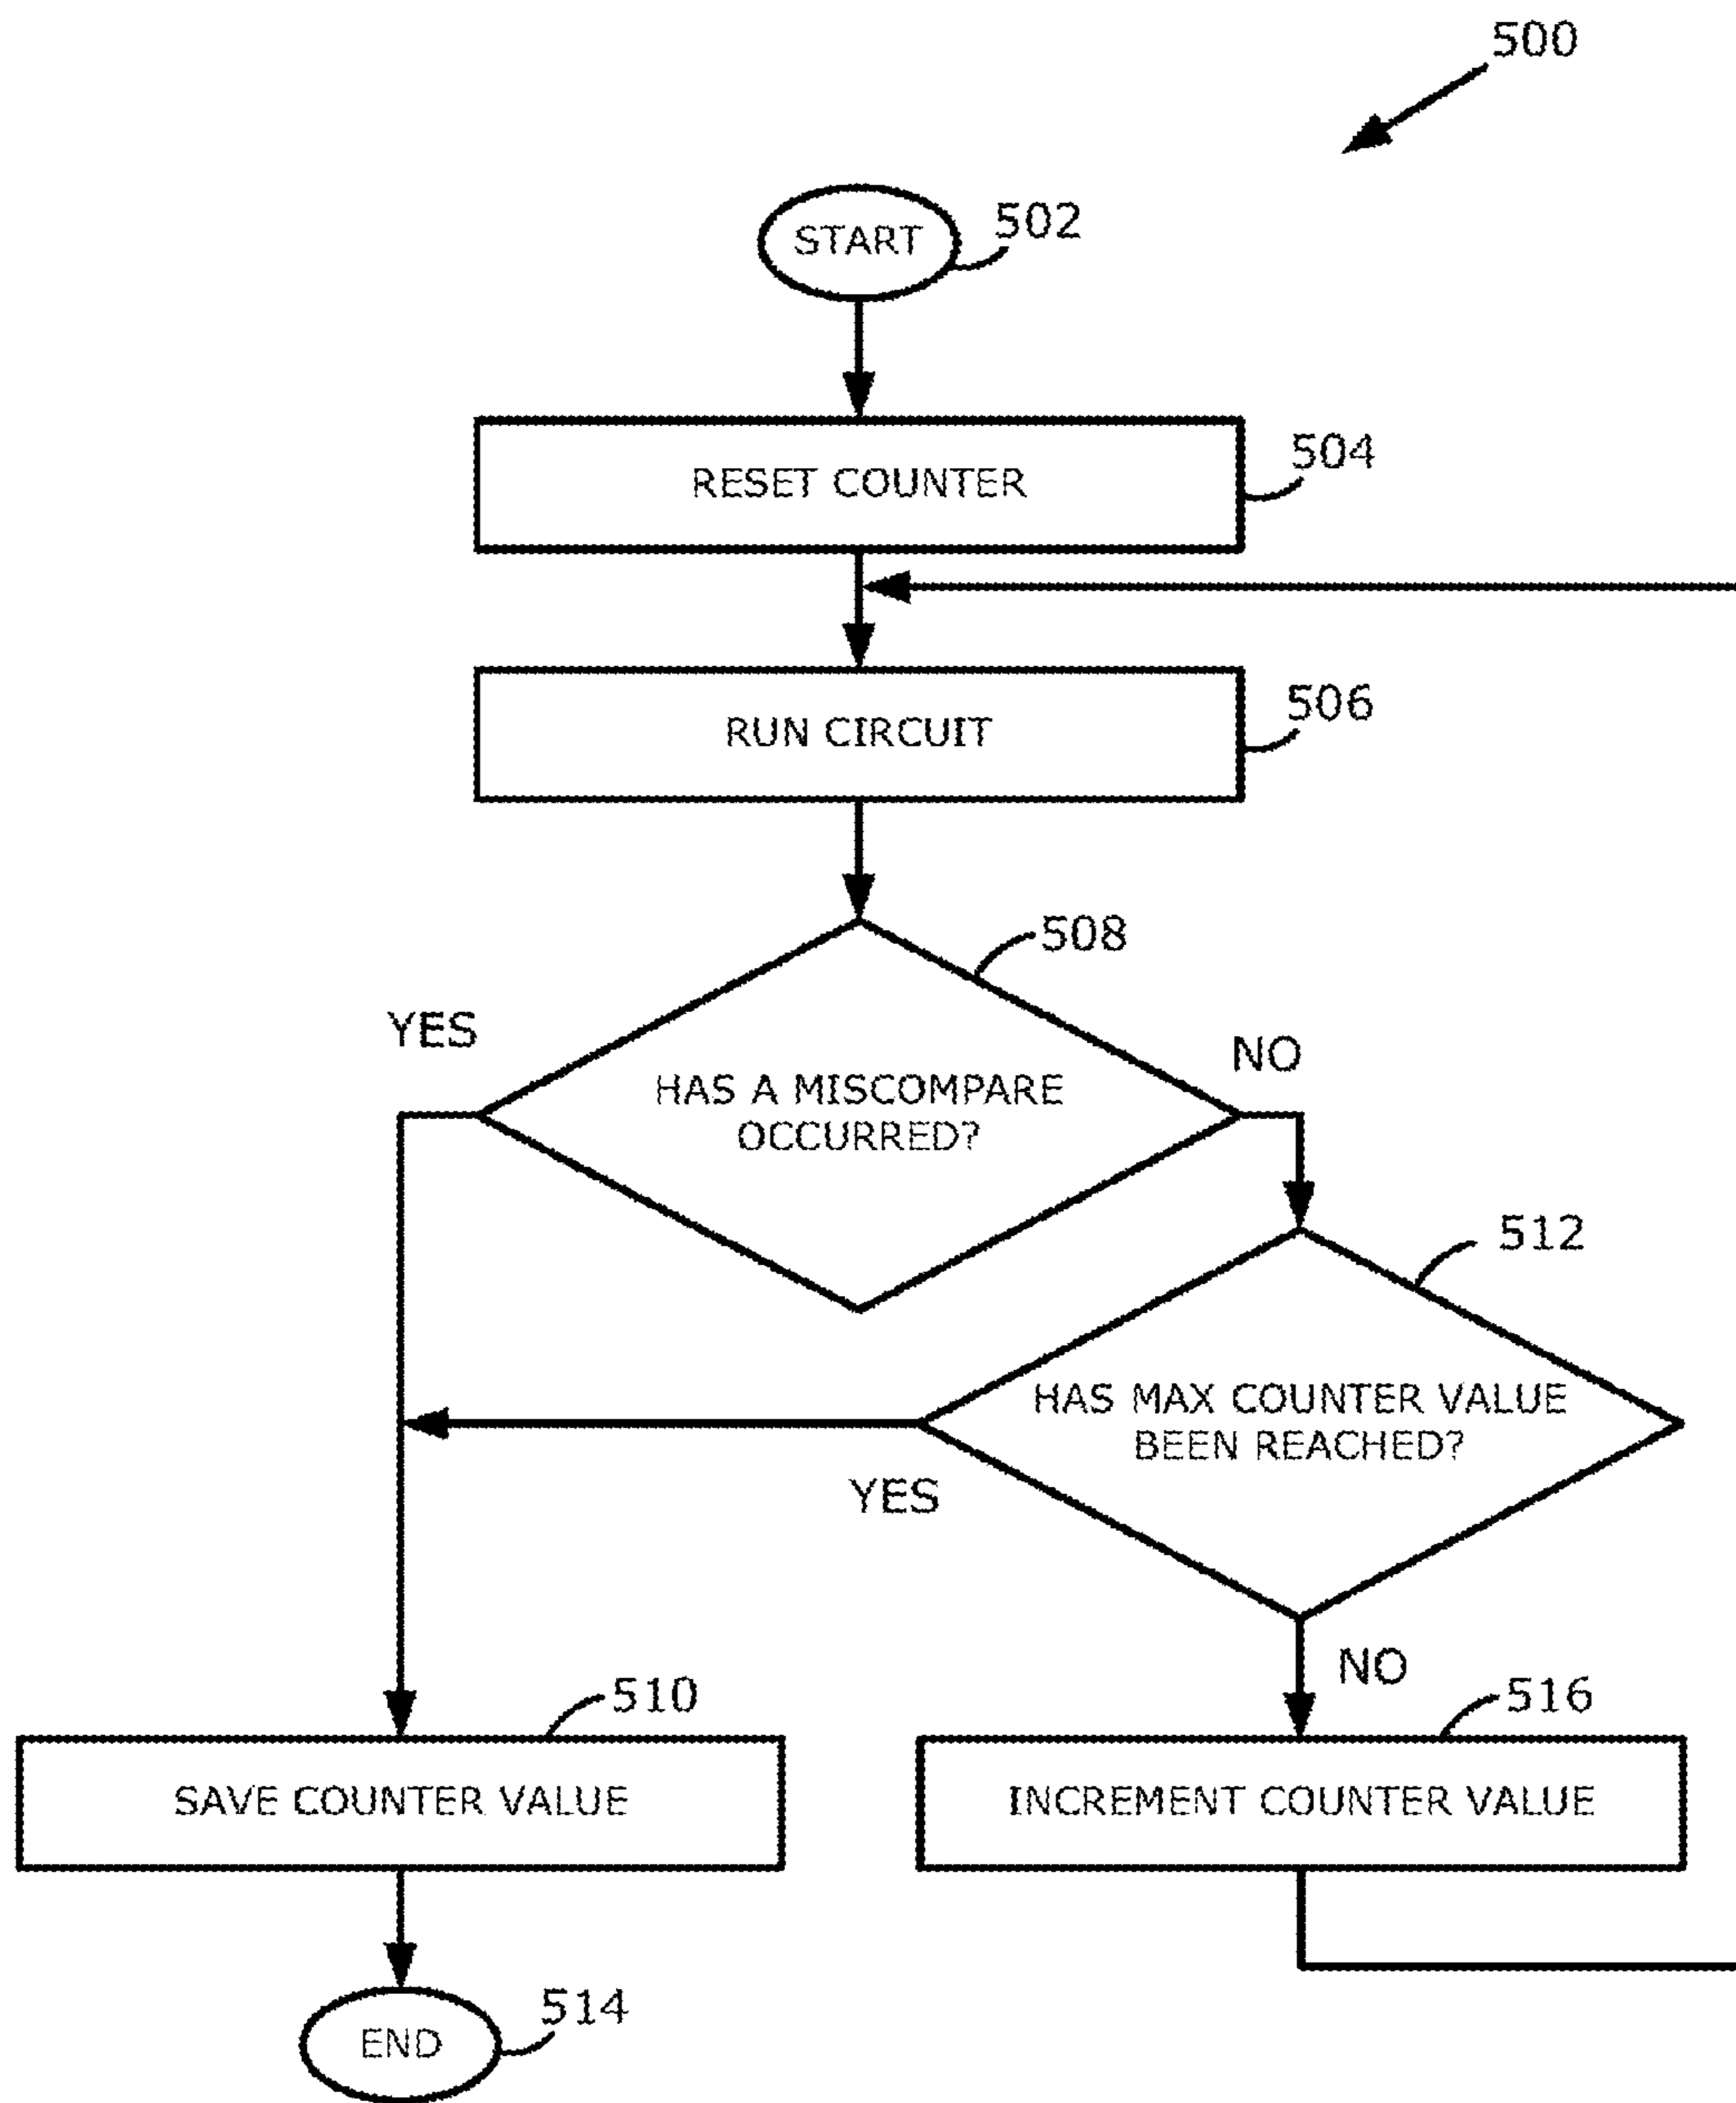 500
START
502
RESET COUNTER
504
RUN CIRCUIT
506
508
YES
NO
HAS A MISCOMPARE
OCCURRED?
512
HAS MAX COUNTER VALUE
BEEN REACHED?
YES
NO
510
516
SAVE COUNTER VALUE
INCREMENT COUNTER VALUE
END
514